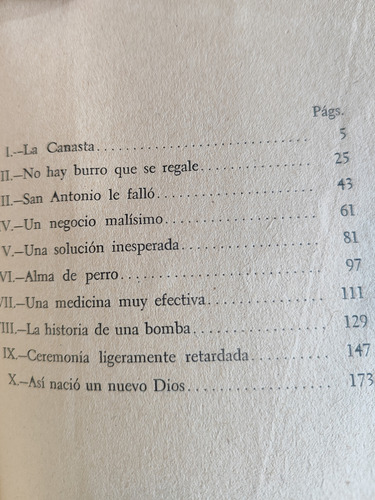 Págs.
I.—La Canasta 5
II.—No hay burro que se regale 25
II.—San Antonio le falló 43
IV.—Un negocio malísimo 61
V.—Una solución inesperada 81
VI.—Alma de perro 97
VII.—Una medicina muy efectiva 111
III.—La historia de una bomba 129
IX.—Ceremonia ligeramente retardada 147
X.—Así nació un nuevo Dios 173